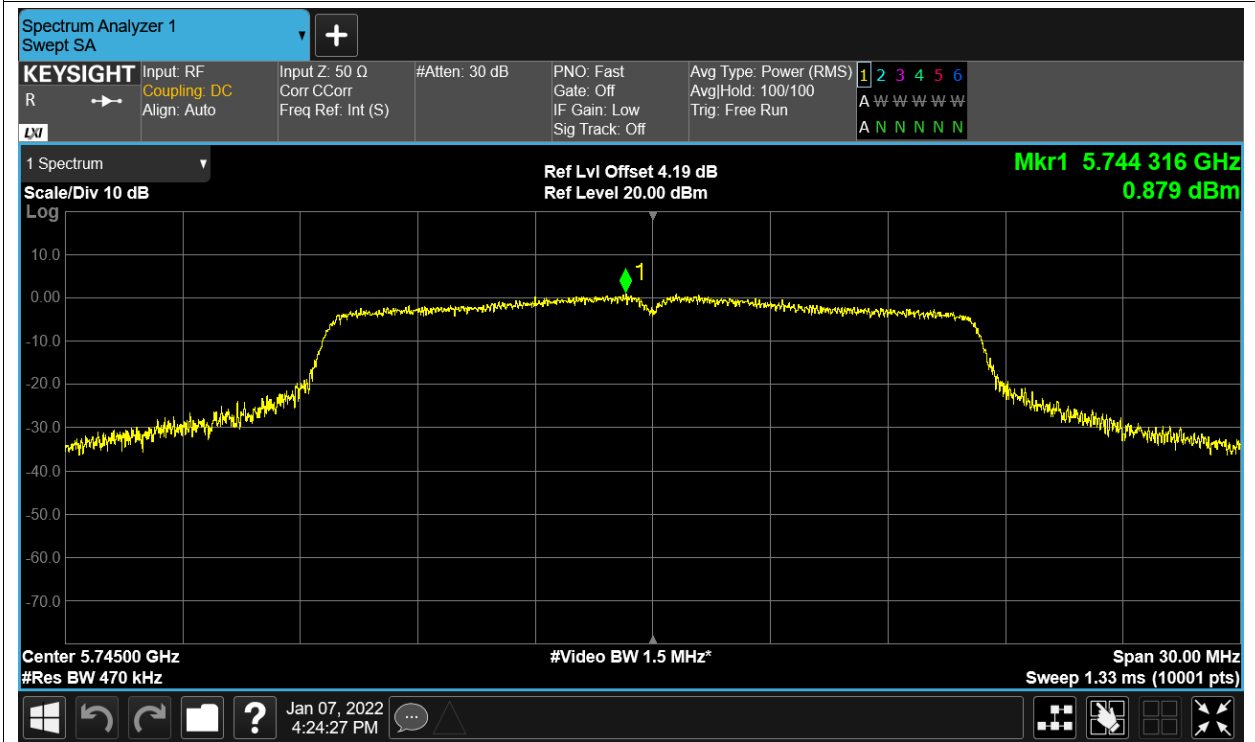 Spectrum Analyzer 1
Swept SA
KEYSIGHT
R
LXI
Input: RF
Coupling: DC
Align: Auto
Input Z: 50 Ω
Corr CCorr
Freq Ref: Int (S)
#Atten: 30 dB
PNO: Fast
Gate: Off
IF Gain: Low
Sig Track: Off
Avg Type: Power (RMS)
Avg|Hold: 100/100
Trig: Free Run
1 2 3 4 5 6
A W W W W W
A N N N N N
1 Spectrum
Scale/Div 10 dB
Log
Ref Lvl Offset 4.19 dB
Ref Level 20.00 dBm
Mkr1 5.744 316 GHz
0.879 dBm
10.0
0.00
-10.0
-20.0
-30.0
-40.0
-50.0
-60.0
-70.0
1
Center 5.74500 GHz
#Res BW 470 kHz
#Video BW 1.5 MHz*
Span 30.00 MHz
Sweep 1.33 ms (10001 pts)
?
Jan 07, 2022
4:24:27 PM